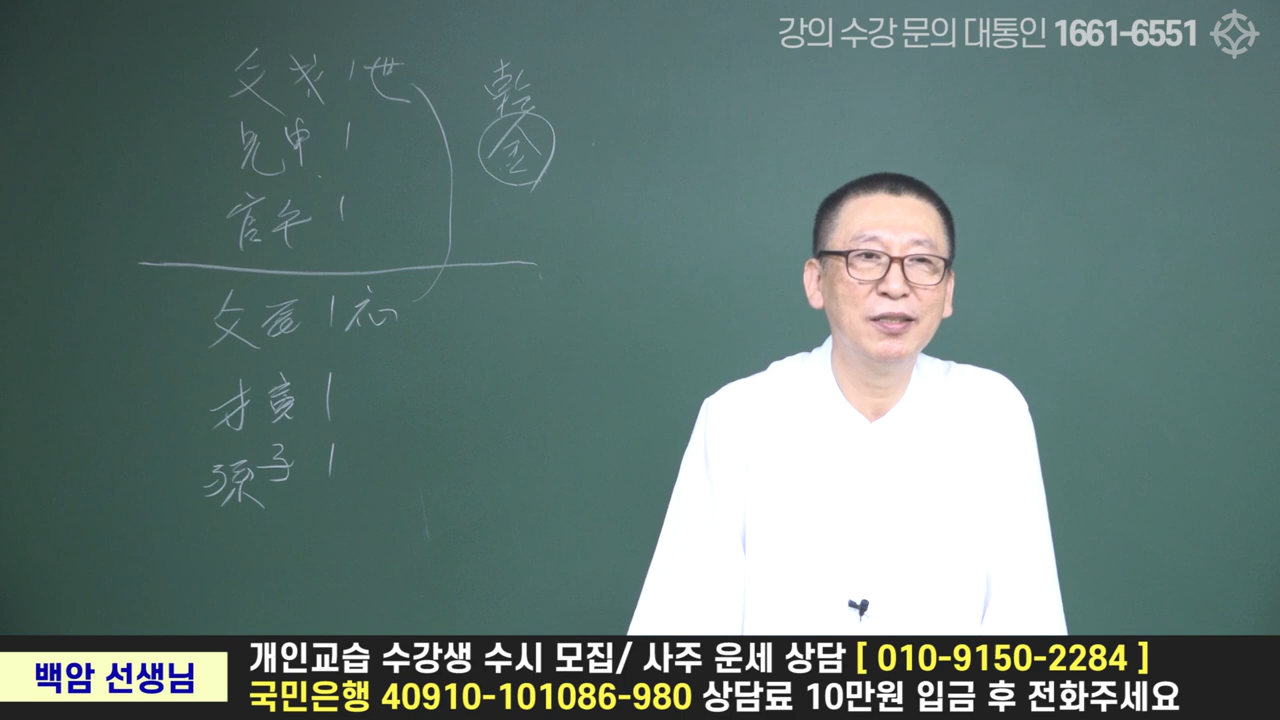 강의 수강 문의 대통인 1661-6551
父戌 l 世
兄申 l
官午 l
父辰 l 応
才寅 l
孫子 l
乾
金
백암 선생님
개인교습 수강생 수시 모집/ 사주 운세 상담 [ 010-9150-2284 ]
국민은행 40910-101086-980 상담료 10만원 입금 후 전화주세요